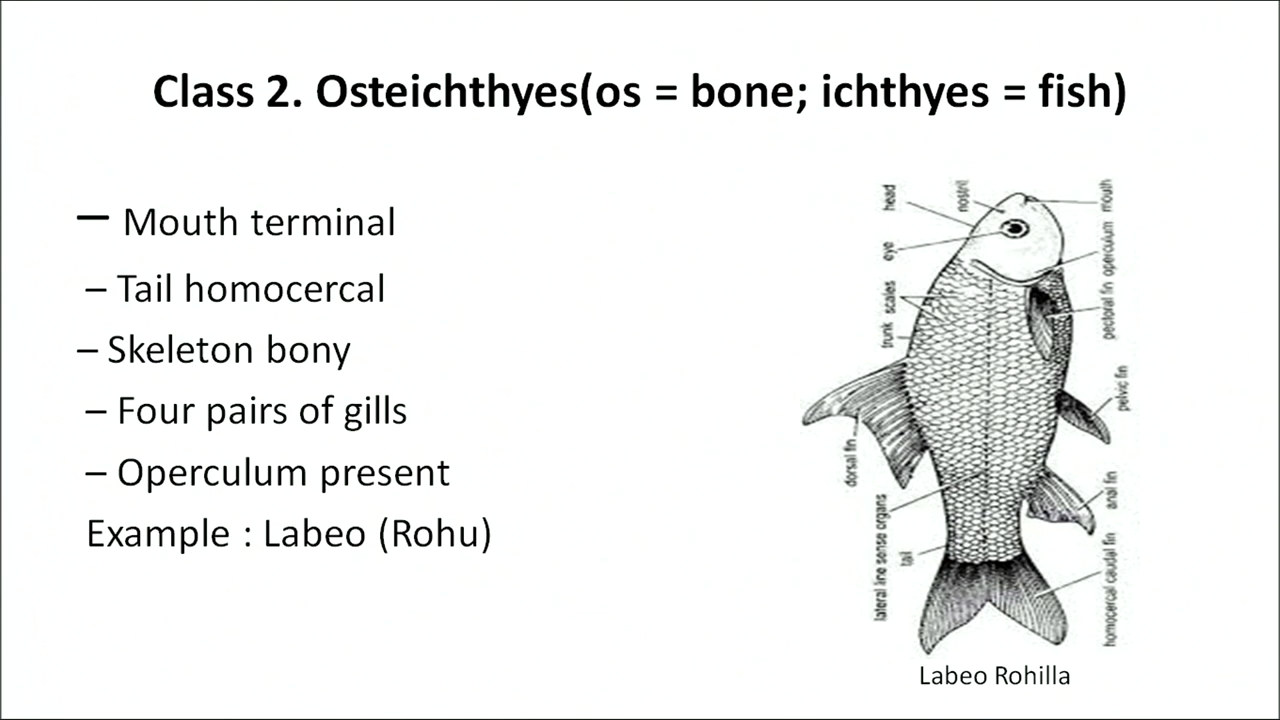 Class 2. Osteichthyes(os = bone; ichthyes = fish)
— Mouth terminal
– Tail homocercal
– Skeleton bony
– Four pairs of gills
– Operculum present
Example : Labeo (Rohu)
head
nostril
mouth
eye
operculum
scales
pectoral fin
trunk
pelvic fin
dorsal fin
anal fin
lateral line sense organs
tail
homocercal caudal fin
Labeo Rohilla